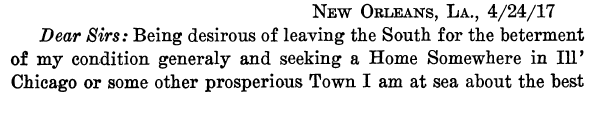 NEW ORLEANS, LA., 4/24/17
Dear Sirs: Being desirous of leaving the South for the beterment
of my condition generaly and seeking a Home Somewhere in Ill'
Chicago or some other prosperious Town I am at sea about the best